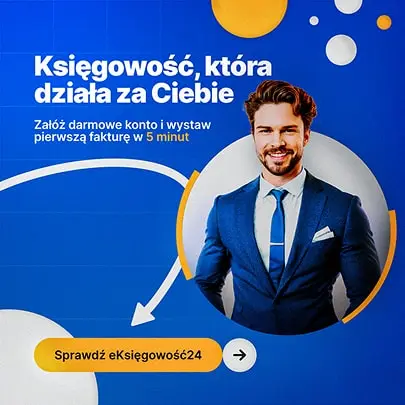 Księgowość, która
działa za Ciebie
Załóż darmowe konto i wystaw
pierwszą fakturę w 5 minut
Sprawdź eKsięgowość24